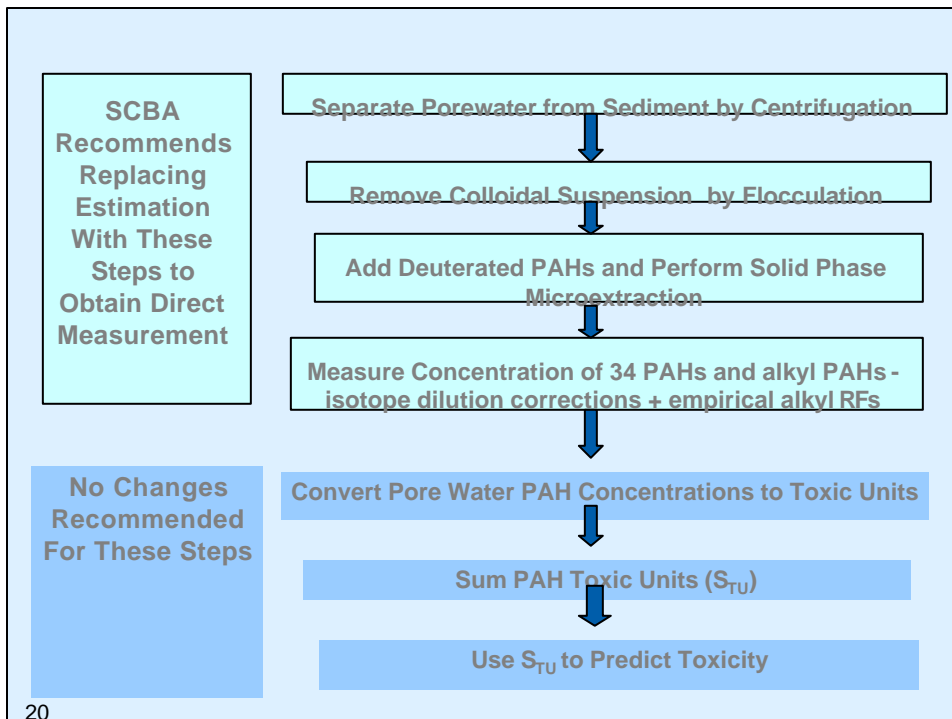 SCBA
Recommends
Replacing
Estimation
With These
Steps to
Obtain Direct
Measurement
Separate Porewater from Sediment by Centrifugation
Remove Colloidal Suspension by Flocculation
Add Deuterated PAHs and Perform Solid Phase
Microextraction
Measure Concentration of 34 PAHs and alkyl PAHs -
isotope dilution corrections + empirical alkyl RFs
No Changes
Recommended
For These Steps
Convert Pore Water PAH Concentrations to Toxic Units
Sum PAH Toxic Units (STU)
Use STU to Predict Toxicity
20